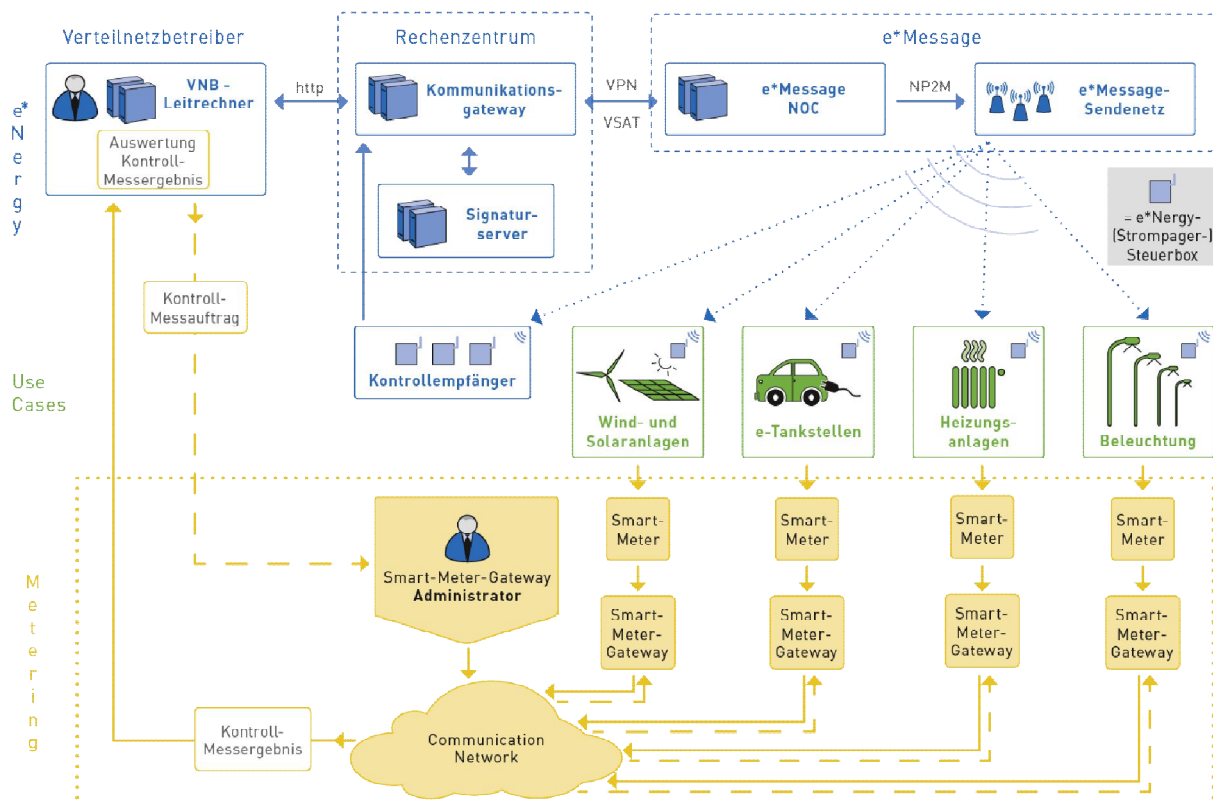 Verteilnetzbetreiber
Rechenzentrum
e*Message
e*Nergy
VNB -
Leitrechner
Auswertung
Kontroll-
Messergebnis
http
Kommunikations-
gateway
VPN
VSAT
e*Message
NOC
NP2M
e*Message-
Sendenetz
Signatur-
server
= e*Nergy-
(Strompager-)
Steuerbox
Kontroll-
Messauftrag
Use
Cases
Kontrollempfänger
Wind- und
Solaranlagen
e-Tankstellen
Heizungs-
anlagen
Beleuchtung
Metering
Smart-Meter-Gateway
Administrator
Smart-
Meter
Smart-
Meter
Smart-
Meter
Smart-
Meter
Smart-
Meter-
Gateway
Smart-
Meter-
Gateway
Smart-
Meter-
Gateway
Smart-
Meter-
Gateway
Kontroll-
Messergebnis
Communication
Network